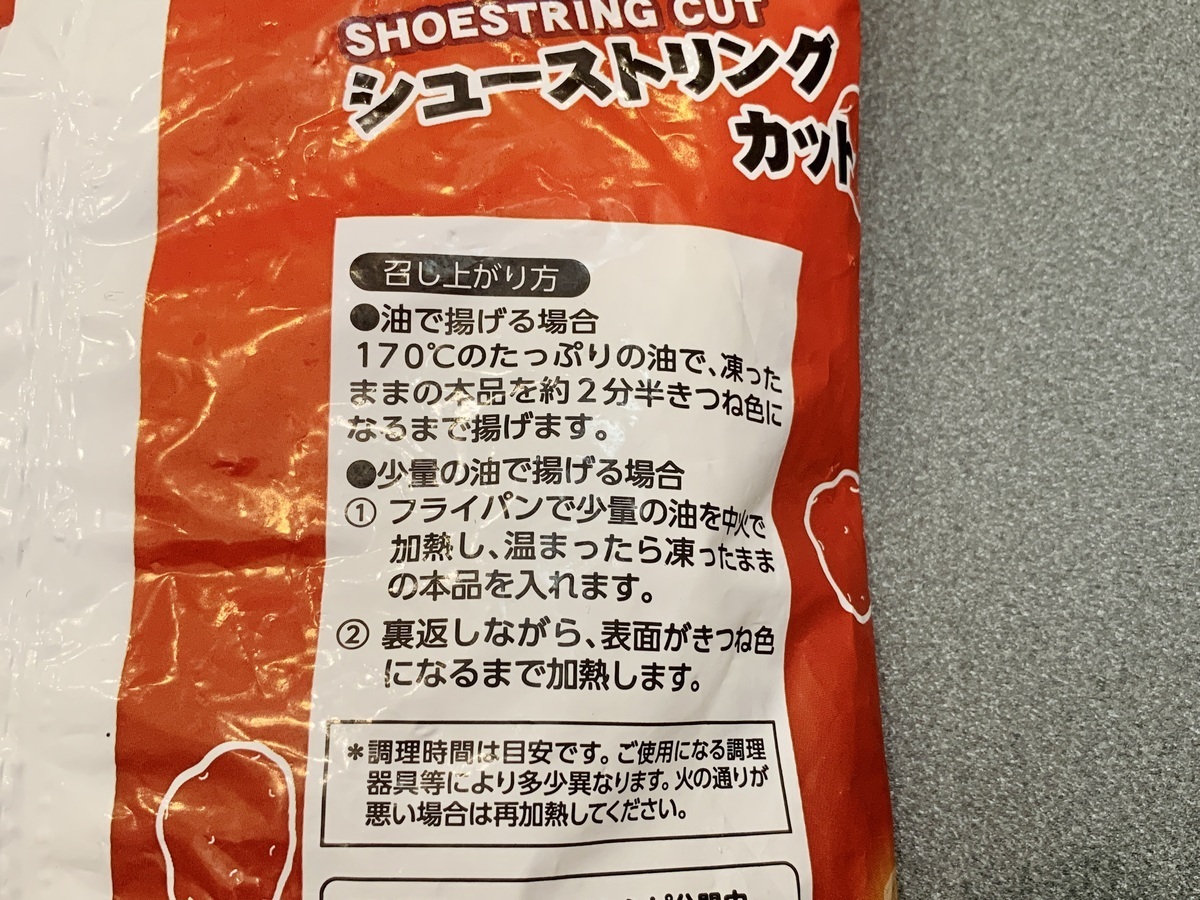 SHOESTRING CUT
シューストリング
カット
召し上がり方
●油で揚げる場合
170℃のたっぷりの油で、凍った
ままの本品を約2分半きつね色に
なるまで揚げます。
●少量の油で揚げる場合
① フライパンで少量の油を中火で
加熱し、温まったら凍ったまま
の本品を入れます。
② 裏返しながら、表面がきつね色
になるまで加熱します。
*調理時間は目安です。ご使用になる調理
器具等により多少異なります。火の通りが
悪い場合は再加熱してください。